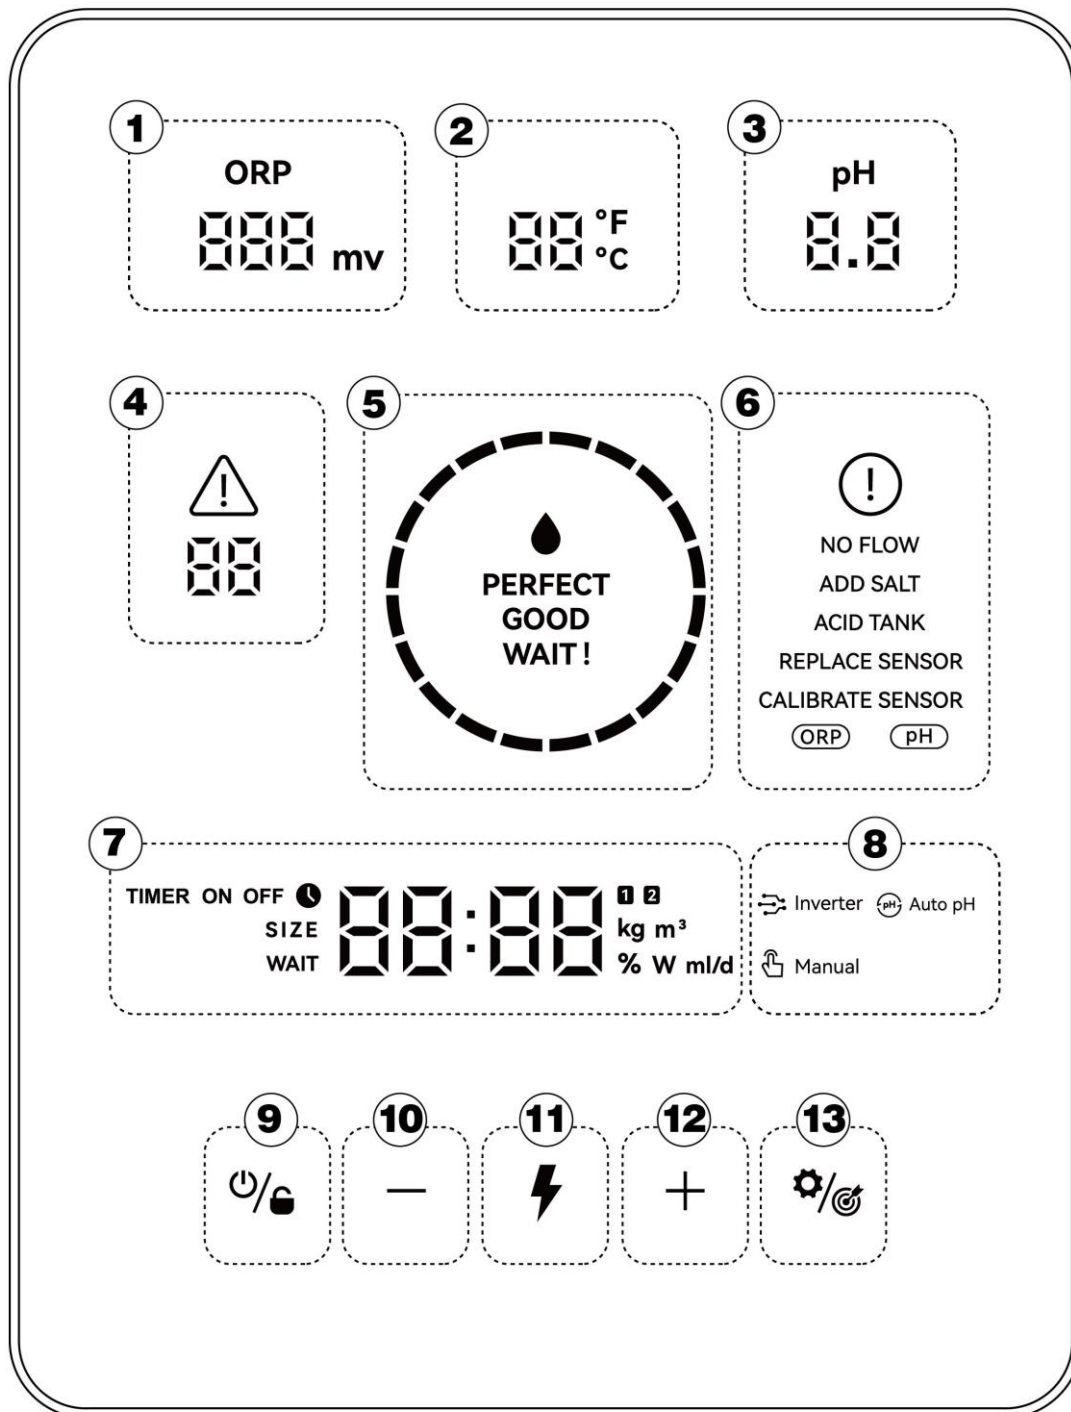 1 2 3
ORP pH
888 mv 88 °F °C 8.8
4 5 6
!
88
PERFECT
GOOD
WAIT !
!
NO FLOW
ADD SALT
ACID TANK
REPLACE SENSOR
CALIBRATE SENSOR
ORP pH
7
TIMER ON OFF 88:88 1 2
SIZE kg m³
WAIT % W ml/d
8
Inverter pH Auto pH
Manual
9 10 11 12 13
− +